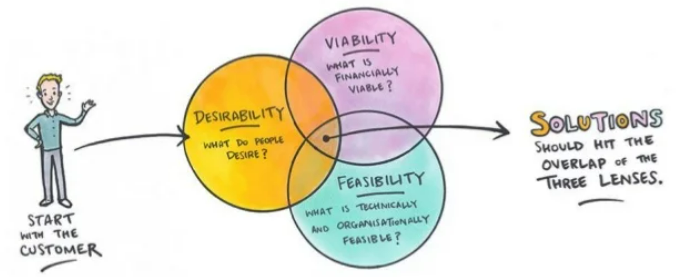 START
WITH THE
CUSTOMER
DESIRABILITY
WHAT DO PEOPLE
DESIRE?
VIABILITY
WHAT IS
FINANCIALLY
VIABLE?
FEASIBILITY
WHAT IS TECHNICALLY
AND ORGANISATIONALLY
FEASIBLE?
SOLUTIONS
SHOULD HIT THE
OVERLAP OF THE
THREE LENSES.